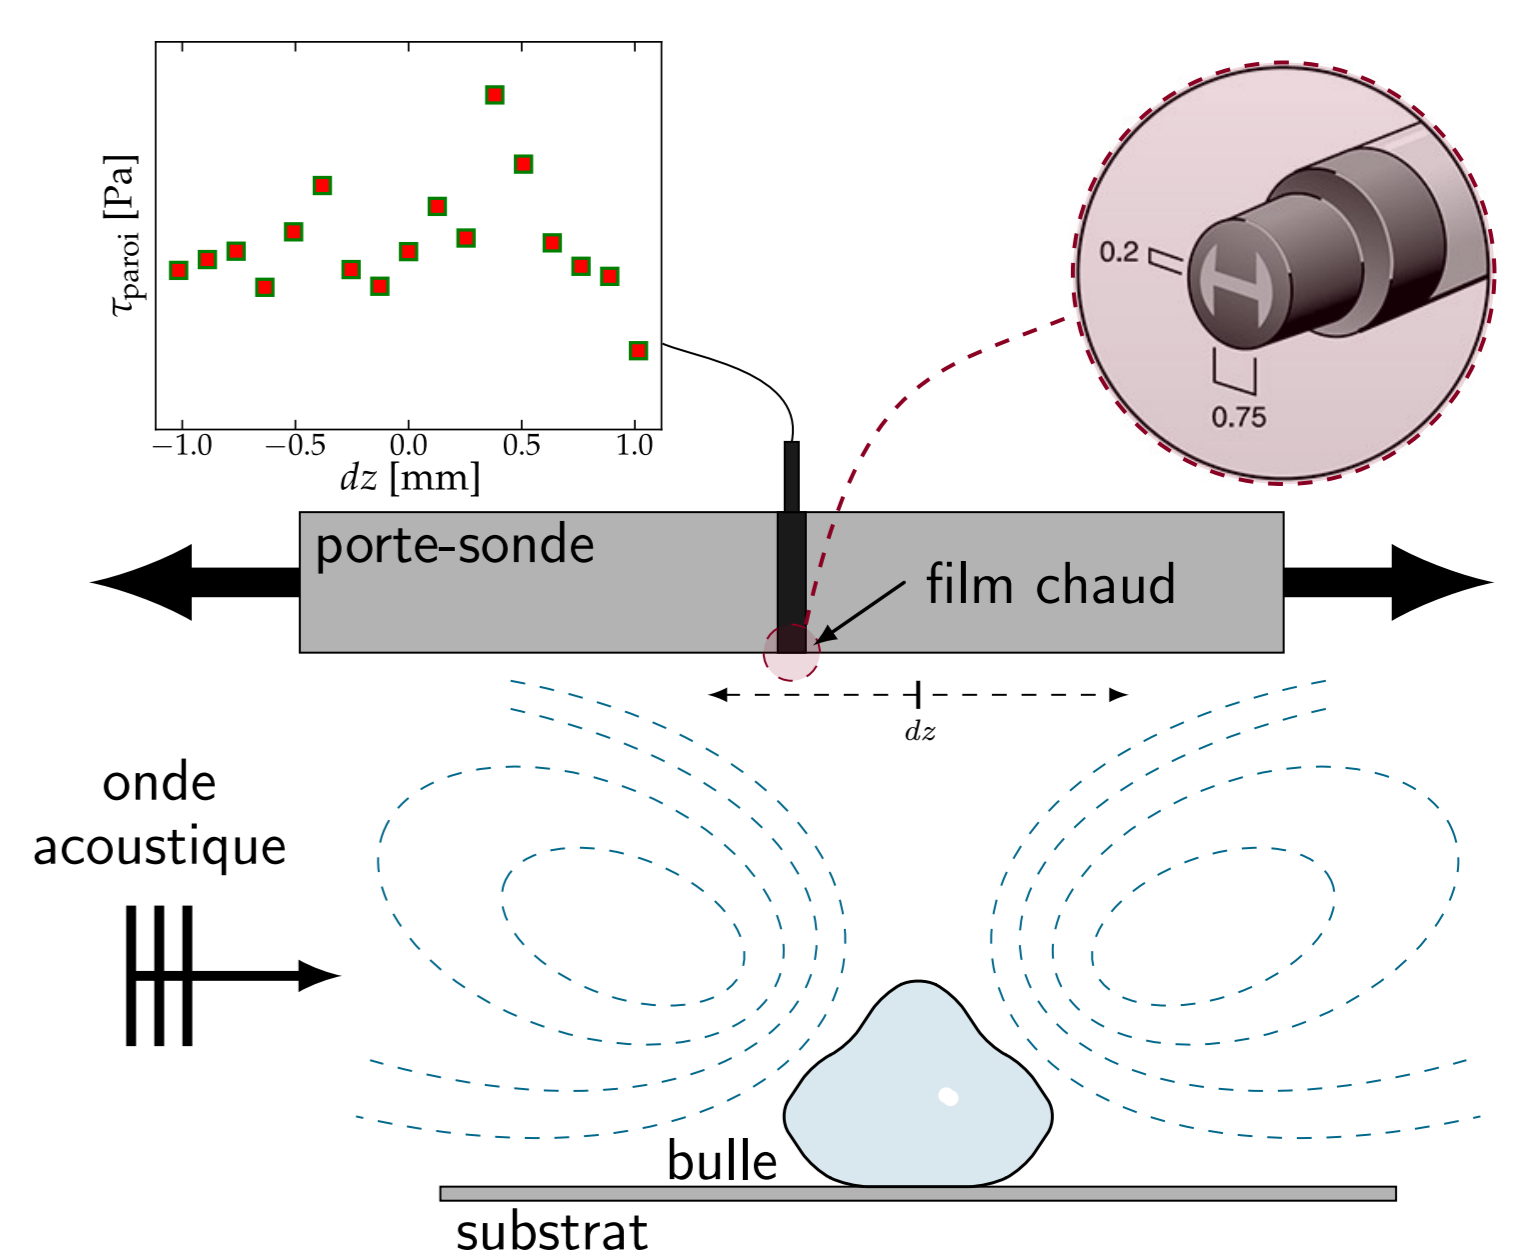 τparoi [Pa]
−1.0 −0.5 0.0 0.5 1.0
dz [mm]
0.2
0.75
porte-sonde
film chaud
dz
onde
acoustique
bulle
substrat